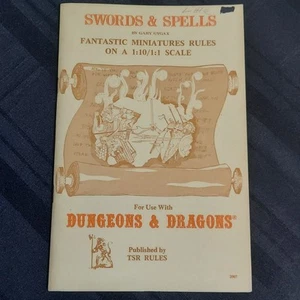 SWORDS & SPELLS
BY GARY GYGAX
FANTASTIC MINIATURES RULES
ON A 1:10/1:1 SCALE
For Use With
DUNGEONS & DRAGONS®
Published by
TSR RULES